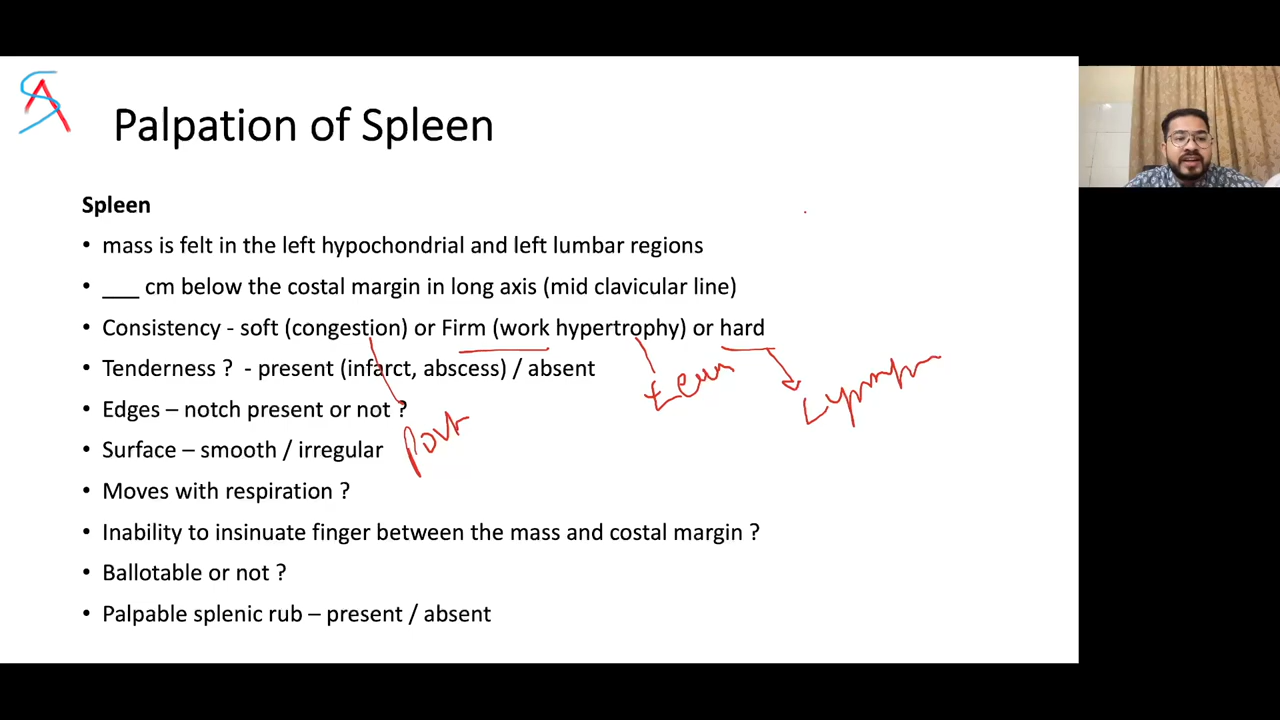 SA
Palpation of Spleen
Spleen
• mass is felt in the left hypochondrial and left lumbar regions
• ___ cm below the costal margin in long axis (mid clavicular line)
• Consistency - soft (congestion) or Firm (work hypertrophy) or hard
• Tenderness ? - present (infarct, abscess) / absent
• Edges – notch present or not ?
• Surface – smooth / irregular
• Moves with respiration ?
• Inability to insinuate finger between the mass and costal margin ?
• Ballotable or not ?
• Palpable splenic rub – present / absent